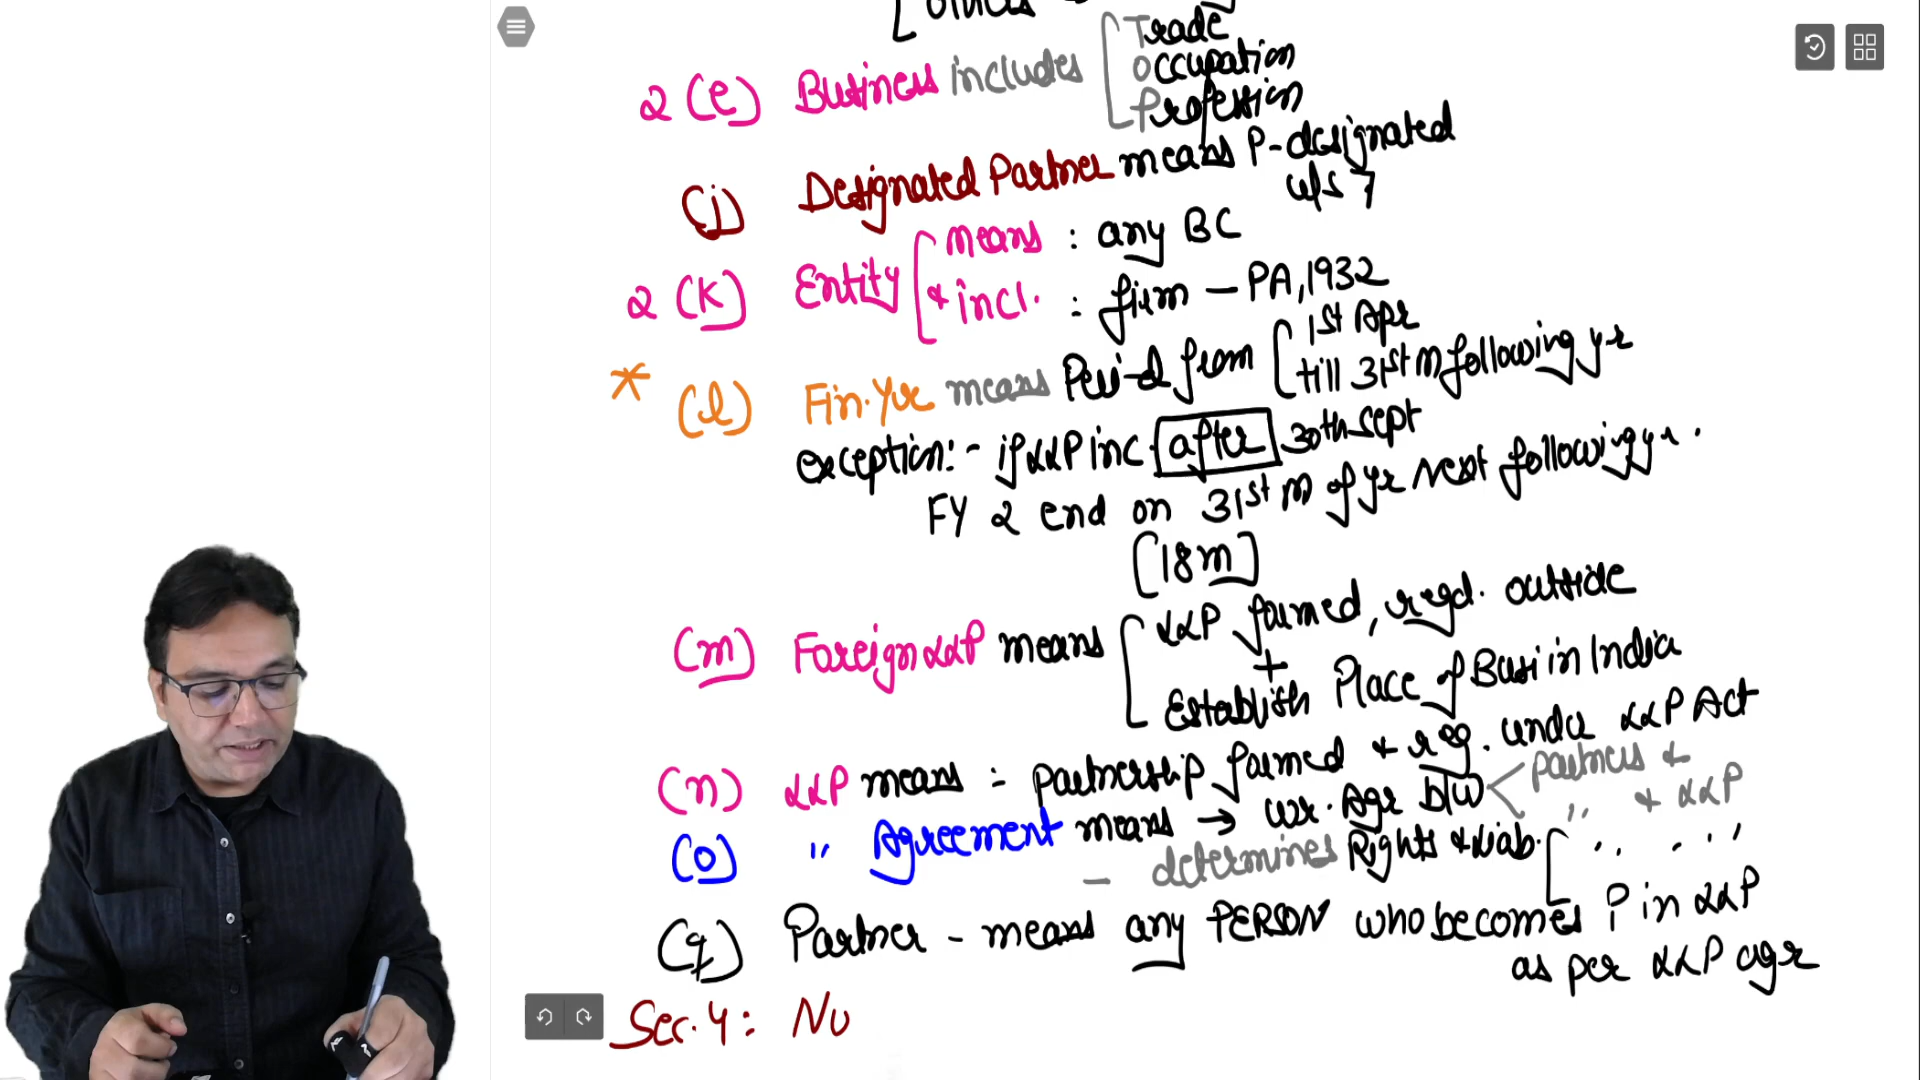 others
2 (e) Business includes Trade
Occupation
Profession
(j) Designated Partner means P-designated
u/s 7
2 (k) Entity means : any BC
& incl. : firm – PA, 1932
* (l) Fin. Yr means Period from 1st Apr
till 31st M following yr
exception:- if LLP inc. after 30th Sept
FY 2 end on 31st M of yr Next following yr.
[18m]
(m) Foreign LLP means LLP formed, regd. outside
+
Establish Place of Busi in India
(n) LLP means : partnership formed & reg. under LLP Act
(o) " Agreement means → wr. Agr b/w partners &
" & LLP
– determines Rights & Liab. " "
(q) Partner – means any PERSON who becomes P in LLP
as per LLP agr
Sec. 4: No